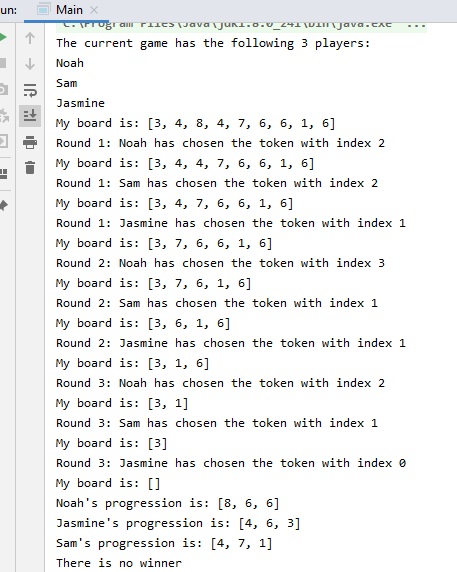 un: Main
The current game has the following 3 players:
Noah
Sam
Jasmine
My board is: [3, 4, 8, 4, 7, 6, 6, 1, 6]
Round 1: Noah has chosen the token with index 2
My board is: [3, 4, 4, 7, 6, 6, 1, 6]
Round 1: Sam has chosen the token with index 2
My board is: [3, 4, 7, 6, 6, 1, 6]
Round 1: Jasmine has chosen the token with index 1
My board is: [3, 7, 6, 6, 1, 6]
Round 2: Noah has chosen the token with index 3
My board is: [3, 7, 6, 1, 6]
Round 2: Sam has chosen the token with index 1
My board is: [3, 6, 1, 6]
Round 2: Jasmine has chosen the token with index 1
My board is: [3, 1, 6]
Round 3: Noah has chosen the token with index 2
My board is: [3, 1]
Round 3: Sam has chosen the token with index 1
My board is: [3]
Round 3: Jasmine has chosen the token with index 0
My board is: []
Noah's progression is: [8, 6, 6]
Jasmine's progression is: [4, 6, 3]
Sam's progression is: [4, 7, 1]
There is no winner